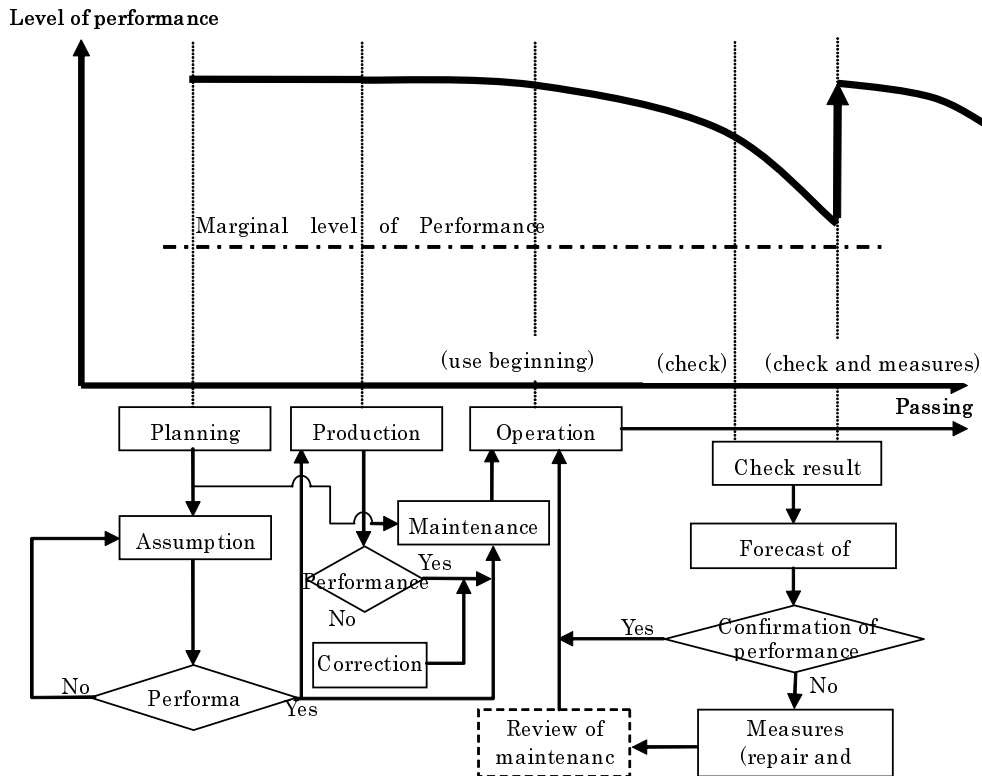 Level of performance
Marginal level of Performance
(use beginning)
(check)
(check and measures)
Passing
Planning
Production
Operation
Check result
Assumption
Maintenance
Forecast of
Performance
Yes
No
Correction
Confirmation of
performance
Yes
No
No
Performa
Yes
Review of
maintenanc
Measures
(repair and